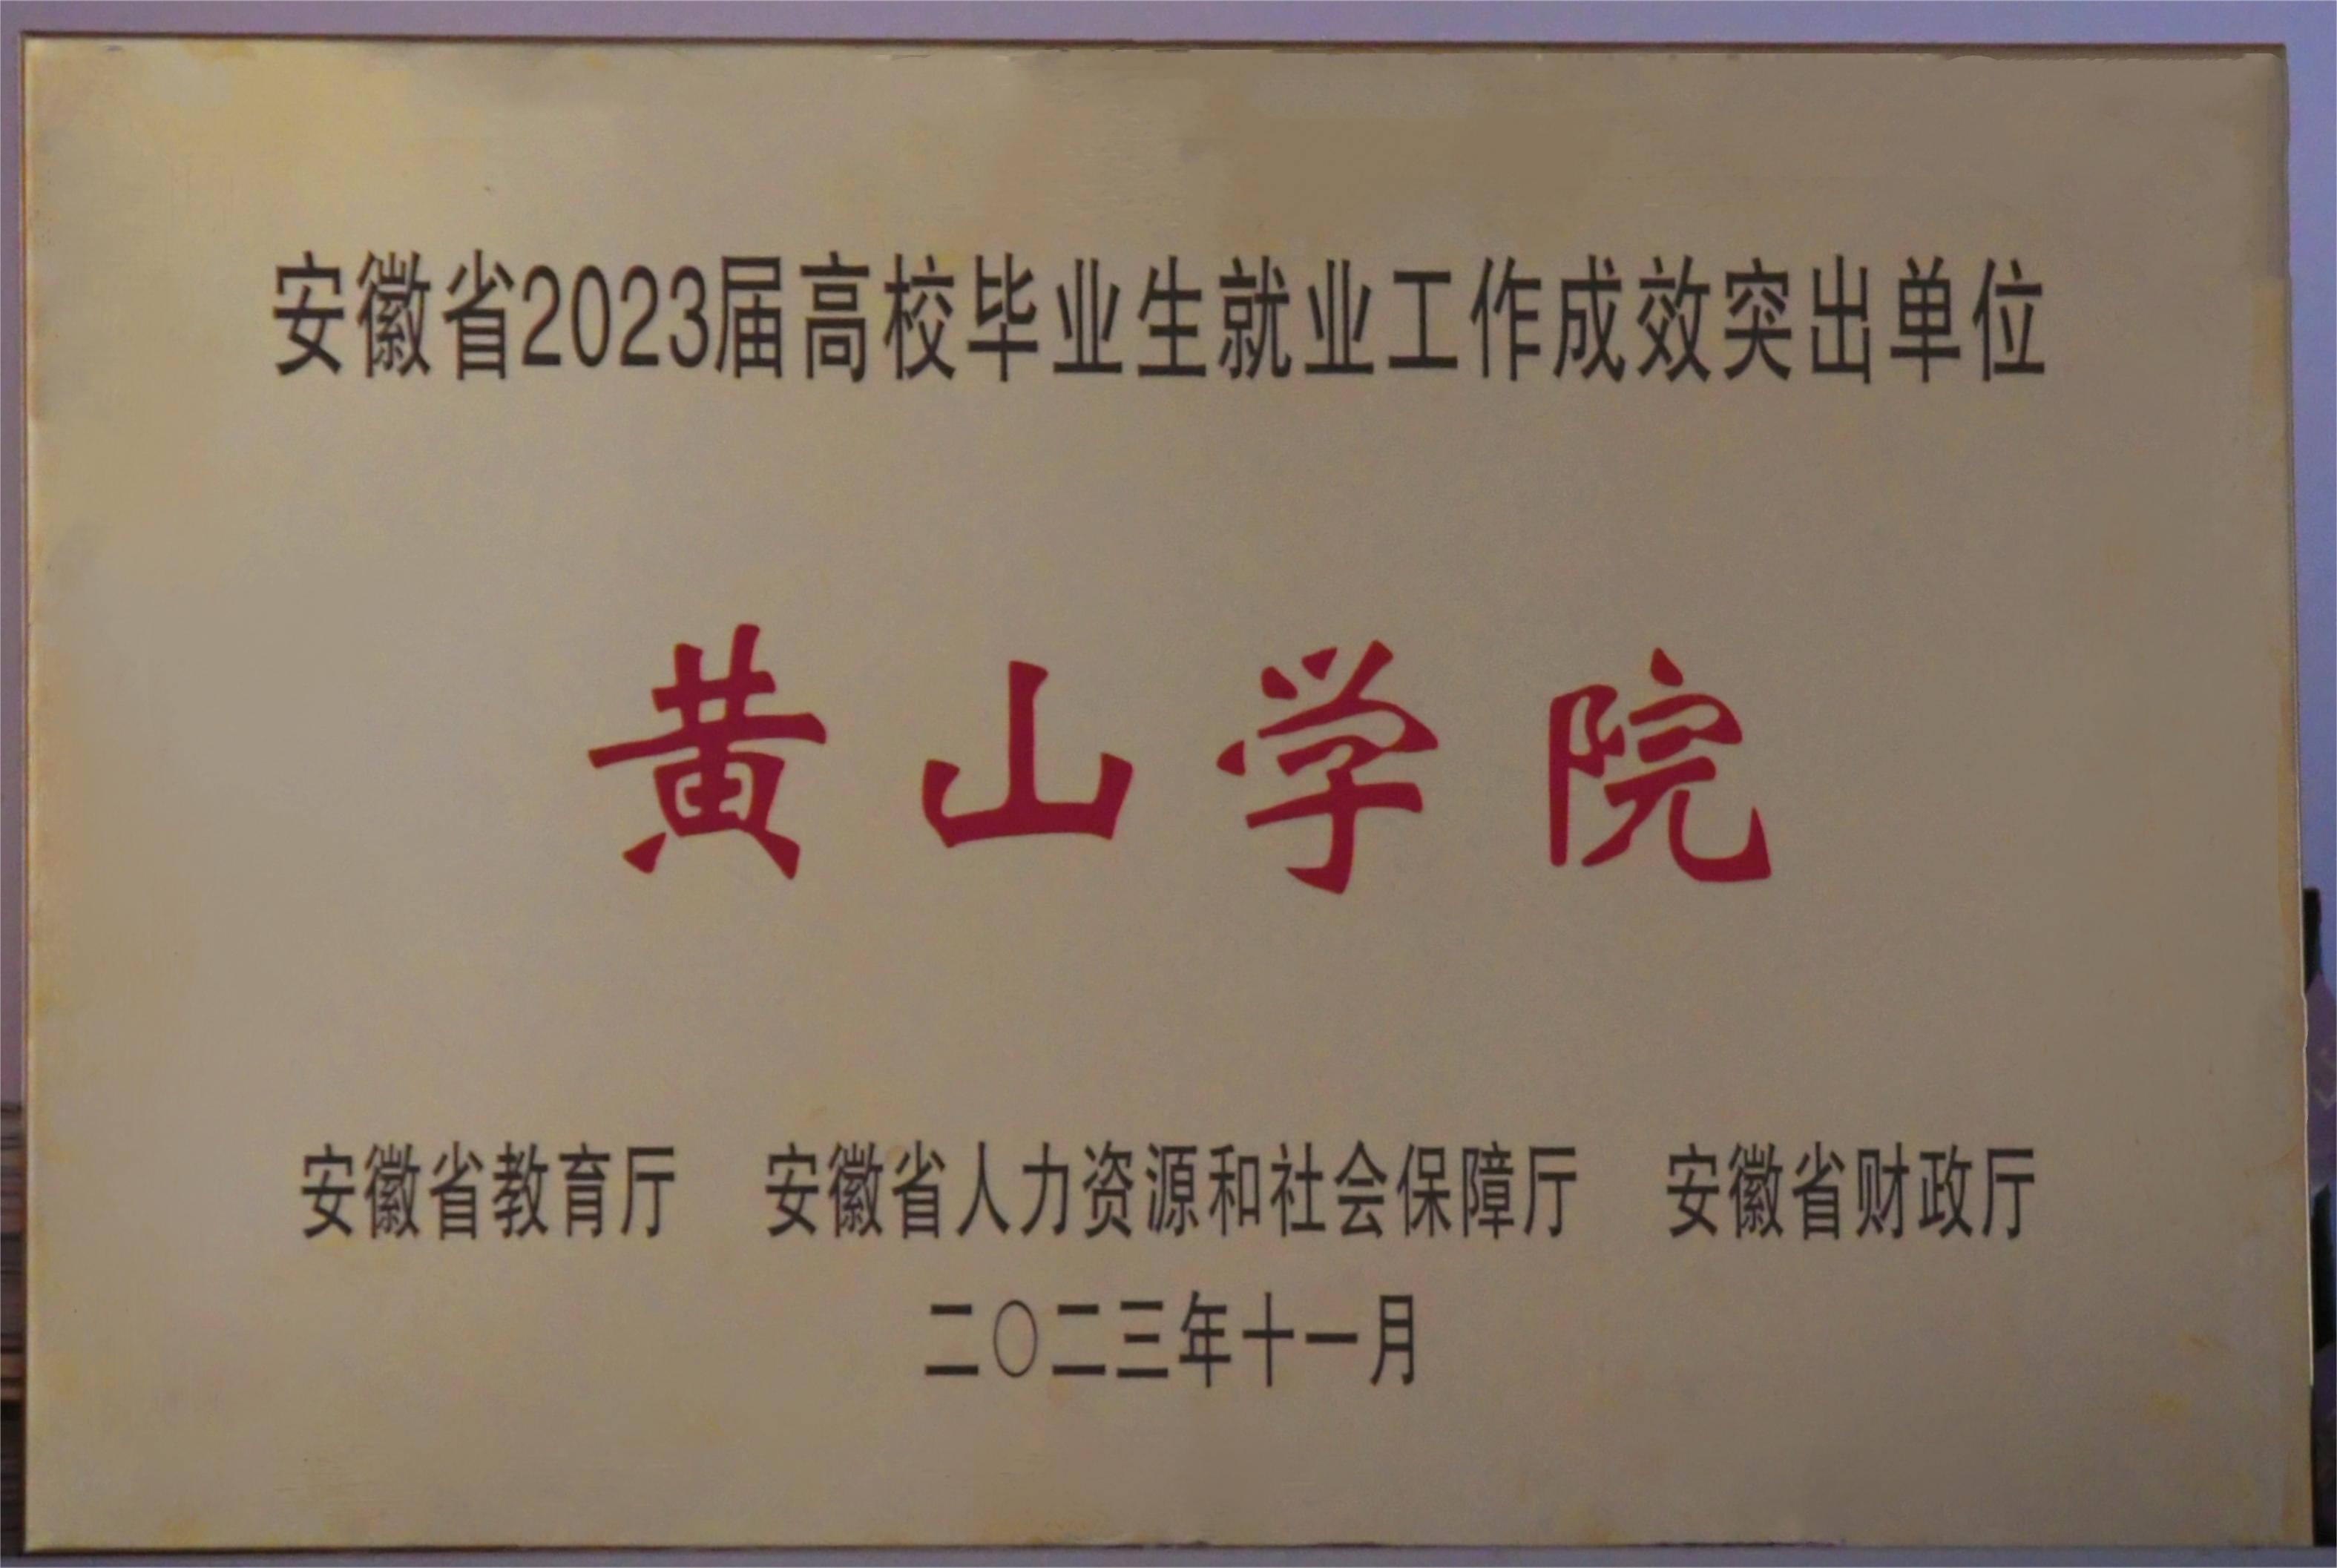 安徽省2023届高校毕业生就业工作成效突出单位
黄山学院
安徽省教育厅 安徽省人力资源和社会保障厅 安徽省财政厅
二〇二三年十一月